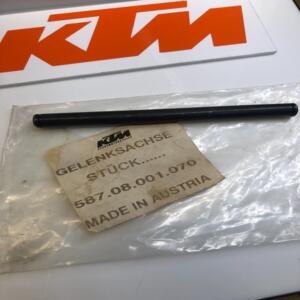 KTM
KTM
GELENKSACHSE
STÜCK.......
587.08.001.070
MADE IN AUSTRIA